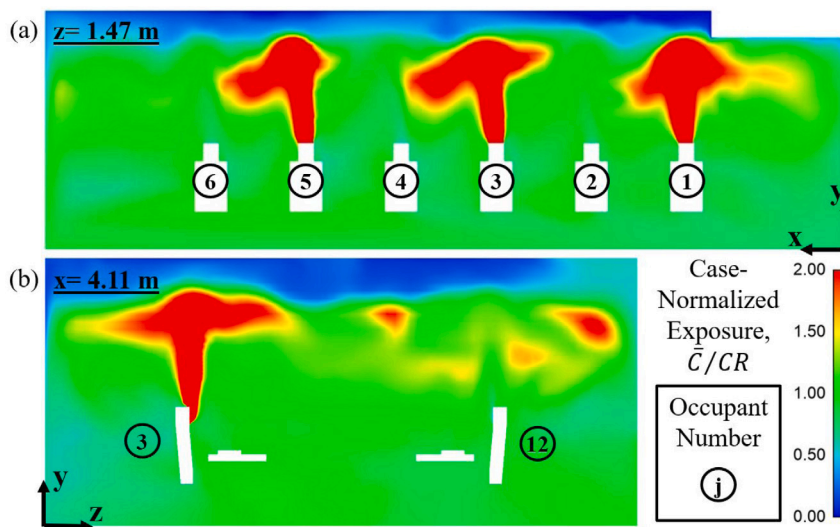 (a) z= 1.47 m
6 5 4 3 2 1
y
x
(b) x= 4.11 m
3 12
y
z
Case-
Normalized
Exposure,
C̄/CR
Occupant
Number
j
2.00
1.50
1.00
0.50
0.00